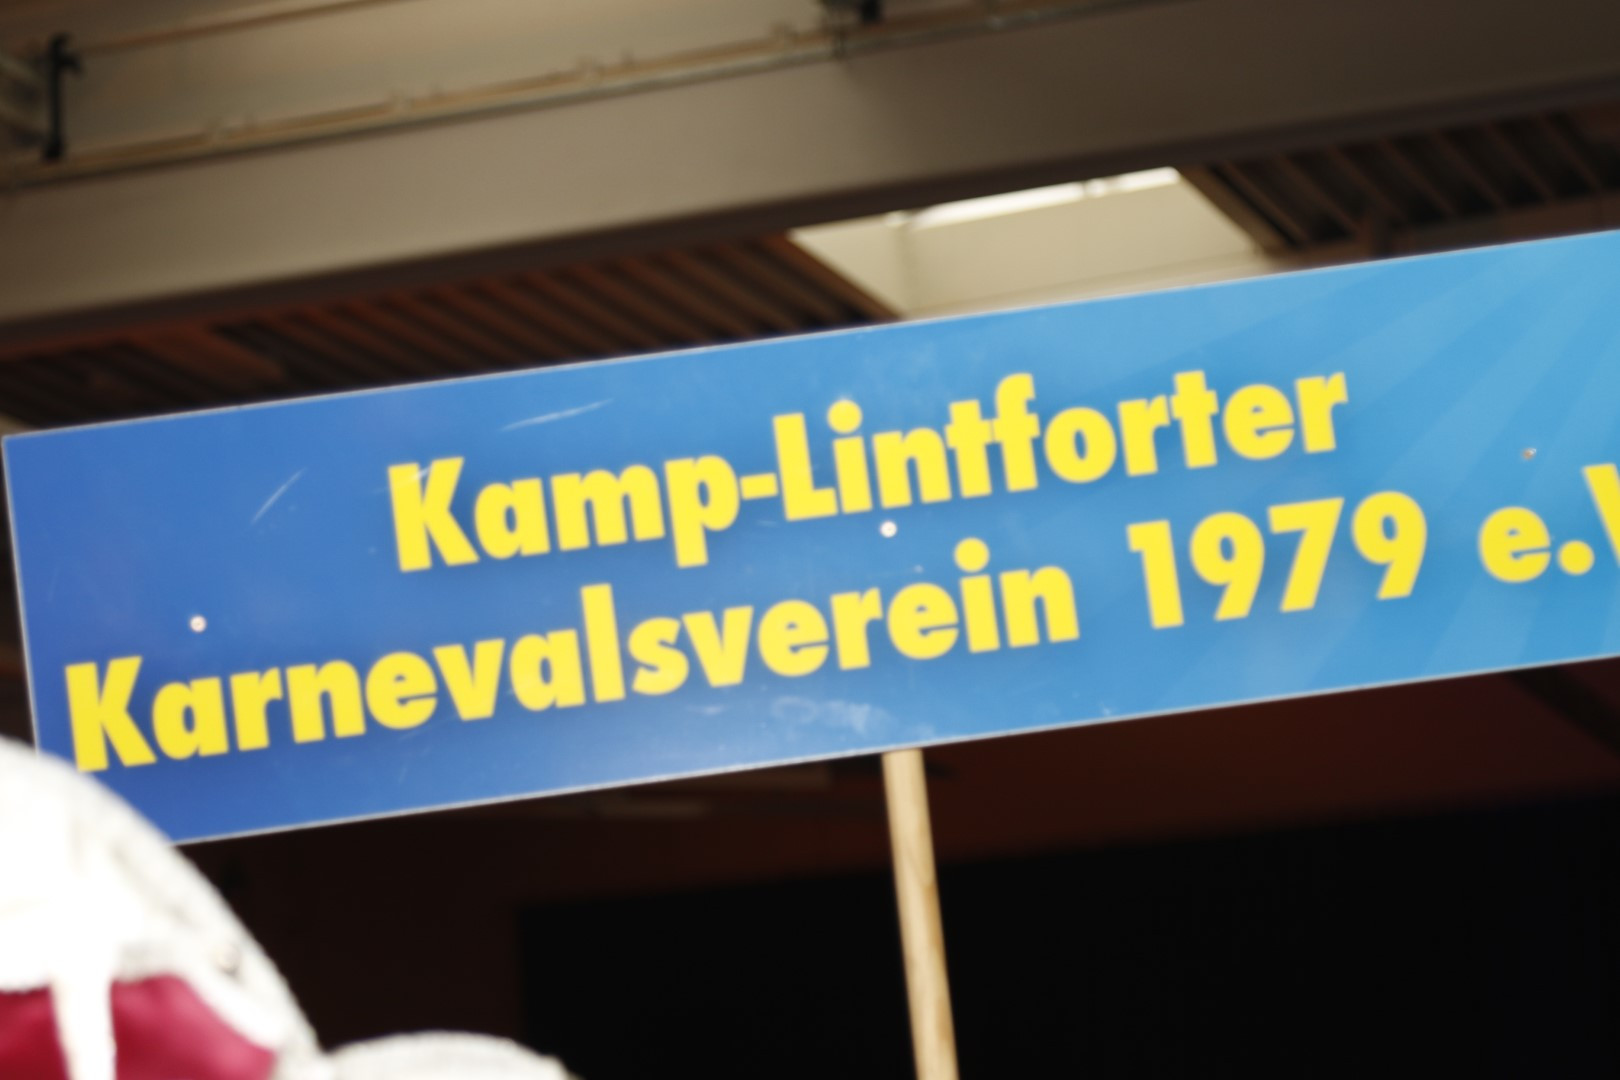 Kamp-Lintforter
Karnevalsverein 1979 e.V